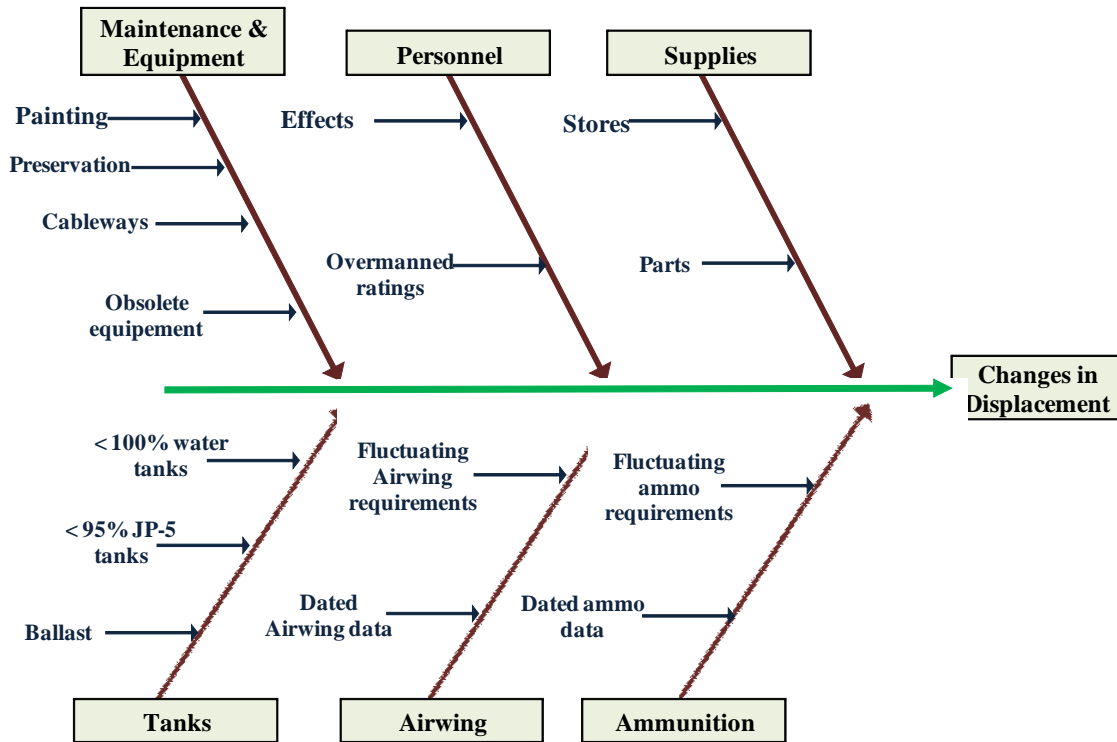 Maintenance &
Equipment
Personnel
Supplies
Painting
Effects
Stores
Preservation
Cableways
Overmanned
ratings
Parts
Obsolete
equipement
Changes in
Displacement
< 100% water
tanks
Fluctuating
Airwing
requirements
Fluctuating
ammo
requirements
< 95% JP-5
tanks
Ballast
Dated
Airwing data
Dated ammo
data
Tanks
Airwing
Ammunition